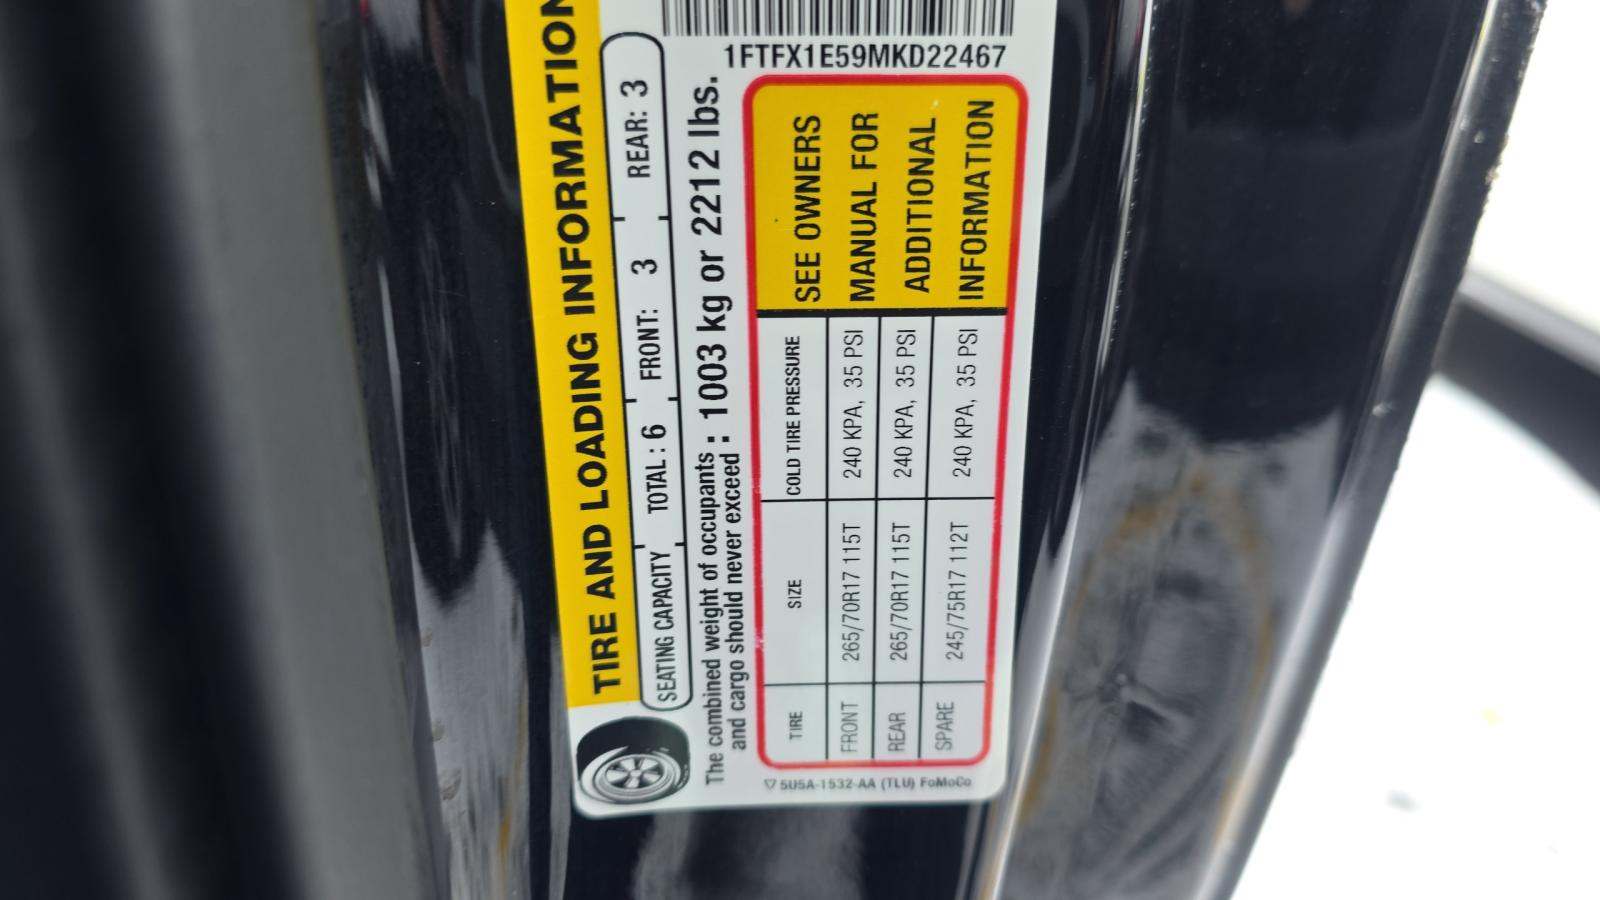 TIRE AND LOADING INFORMATION
SEATING CAPACITY TOTAL : 6 FRONT: 3 REAR: 3
The combined weight of occupants
and cargo should never exceed : 1003 kg or 2212 lbs.
TIRE SIZE COLD TIRE PRESSURE
FRONT 265/70R17 115T 240 KPA, 35 PSI
REAR 265/70R17 115T 240 KPA, 35 PSI
SPARE 245/75R17 112T 240 KPA, 35 PSI
SEE OWNERS
MANUAL FOR
ADDITIONAL
INFORMATION
1FTFX1E59MKD22467
5U5A-1532-AA (TLU) FoMoCo